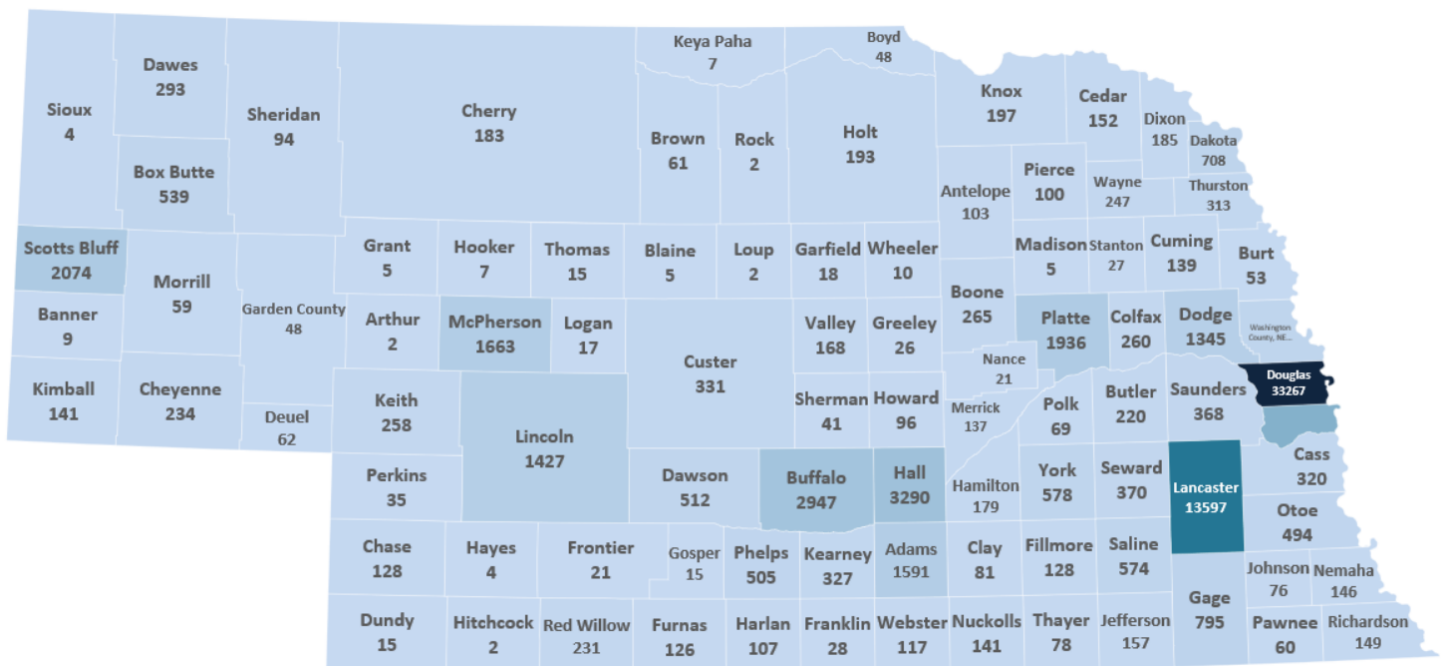 Keya Paha
7
Boyd
48
Dawes
293
Sioux
4
Sheridan
94
Cherry
183
Knox
197
Cedar
152
Dixon
185
Dakota
708
Brown
61
Rock
2
Holt
193
Box Butte
539
Antelope
103
Pierce
100
Wayne
247
Thurston
313
Scotts Bluff
2074
Morrill
59
Garden County
48
Grant
5
Hooker
7
Thomas
15
Blaine
5
Loup
2
Garfield
18
Wheeler
10
Madison
5
Stanton
27
Cuming
139
Burt
53
Banner
9
Arthur
2
McPherson
1663
Logan
17
Custer
331
Valley
168
Greeley
26
Boone
265
Platte
1936
Colfax
260
Dodge
1345
Washington
County, NE...
Nance
21
Douglas
33267
Kimball
141
Cheyenne
234
Deuel
62
Keith
258
Lincoln
1427
Sherman
41
Howard
96
Merrick
137
Polk
69
Butler
220
Saunders
368
Perkins
35
Dawson
512
Buffalo
2947
Hall
3290
Hamilton
179
York
578
Seward
370
Lancaster
13597
Cass
320
Otoe
494
Chase
128
Hayes
4
Frontier
21
Gosper
15
Phelps
505
Kearney
327
Adams
1591
Clay
81
Fillmore
128
Saline
574
Johnson
76
Nemaha
146
Gage
795
Dundy
15
Hitchcock
2
Red Willow
231
Furnas
126
Harlan
107
Franklin
28
Webster
117
Nuckolls
141
Thayer
78
Jefferson
157
Pawnee
60
Richardson
149